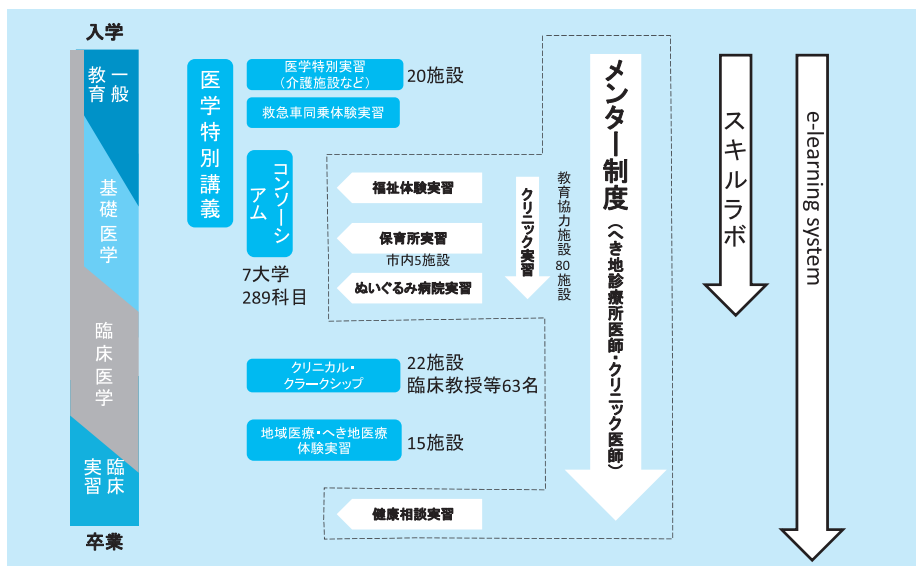 入学
一般
教育
基礎医学
臨床医学
臨床
実習
卒業
医学特別講義
医学特別実習
（介護施設など）
20施設
救急車同乗体験実習
コンソーシ
アム
7大学
289科目
福祉体験実習
保育所実習
市内5施設
ぬいぐるみ病院実習
クリニック実習
教育協力施設 80施設
クリニカル・
クラークシップ
22施設
臨床教授等63名
地域医療・へき地医療
体験実習
15施設
健康相談実習
メンター制度（へき地診療所医師・クリニック医師）
スキルラボ
e-learning system